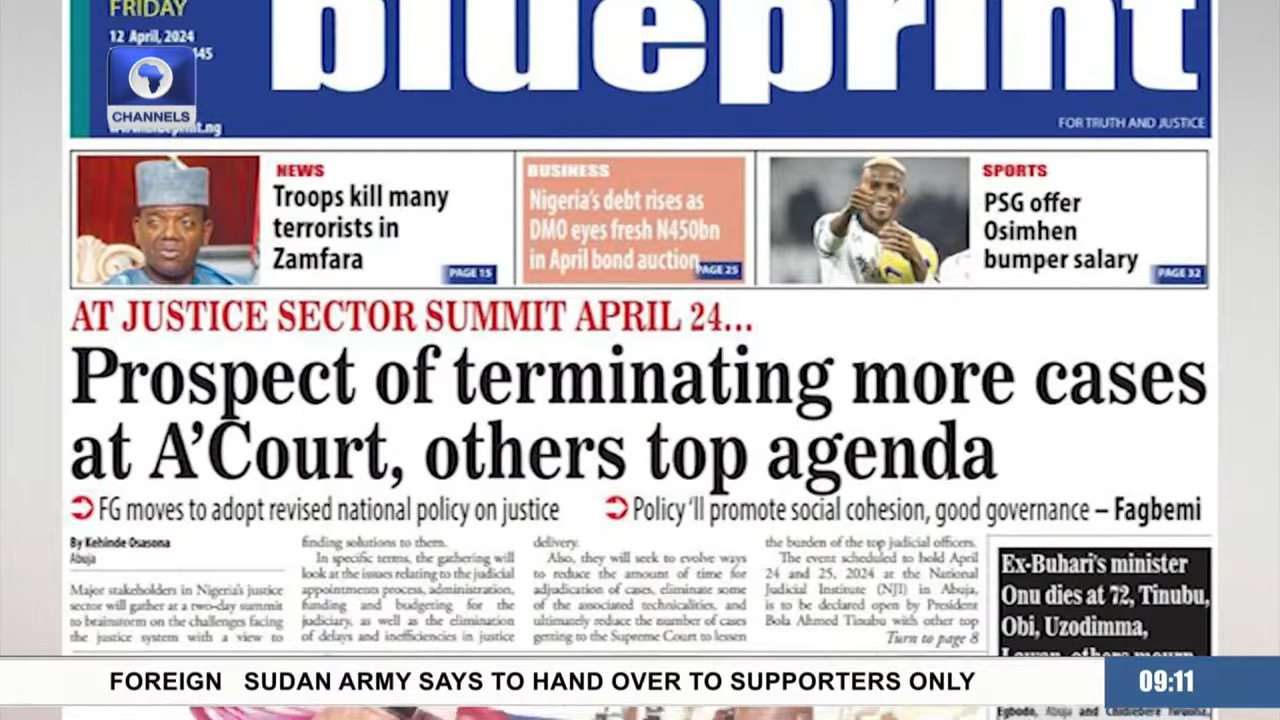 FRIDAY
12 April, 2024
blueprint
CHANNELS
FOR TRUTH AND JUSTICE
NEWS
Troops kill many
terrorists in
Zamfara
PAGE 15
BUSINESS
Nigeria's debt rises as
DMO eyes fresh N450bn
in April bond auction
PAGE 25
SPORTS
PSG offer
Osimhen
bumper salary
PAGE 32
AT JUSTICE SECTOR SUMMIT APRIL 24...
Prospect of terminating more cases
at A'Court, others top agenda
FG moves to adopt revised national policy on justice
Policy 'll promote social cohesion, good governance – Fagbemi
By Kehinde Osasona
Abuja
Major stakeholders in Nigeria's justice
sector will gather at a two-day summit
to brainstorm on the challenges facing
the justice system with a view to
finding solutions to them.
In specific terms, the gathering will
look at the issues relating to the judicial
appointments process, administration,
funding and budgeting for the
judiciary, as well as the elimination
of delays and inefficiencies in justice
delivery.
Also, they will seek to evolve ways
to reduce the amount of time for
adjudication of cases, eliminate some
of the associated technicalities, and
ultimately reduce the number of cases
getting to the Supreme Court to lessen
the burden of the top judicial officers.
The event scheduled to hold April
24 and 25, 2024 at the National
Judicial Institute (NJI) in Abuja,
is to be declared open by President
Bola Ahmed Tinubu with other top
Turn to page 8
Ex-Buhari's minister
Onu dies at 72, Tinubu,
Obi, Uzodimma,
Lawan, others mourn
FOREIGN SUDAN ARMY SAYS TO HAND OVER TO SUPPORTERS ONLY
09:11